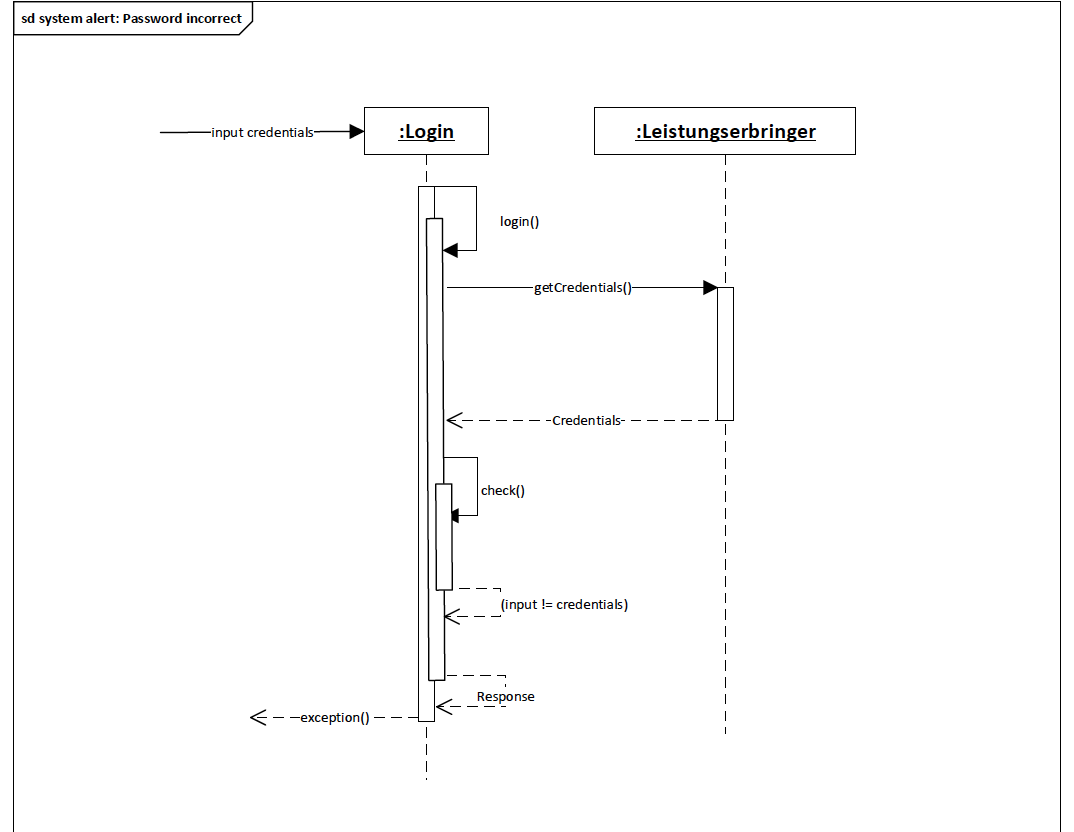 sd system alert: Password incorrect
input credentials
:Login
:Leistungserbringer
login()
getCredentials()
Credentials
check()
(input != credentials)
Response
exception()